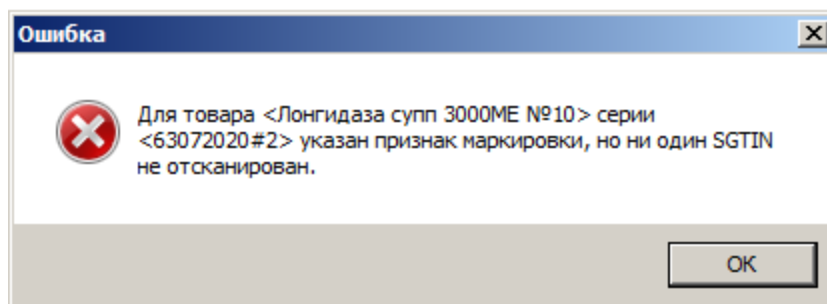 Ошибка
Для товара <Лонгидаза супп 3000МЕ №10> серии
<63072020#2> указан признак маркировки, но ни один SGTIN
не отсканирован.
ОК